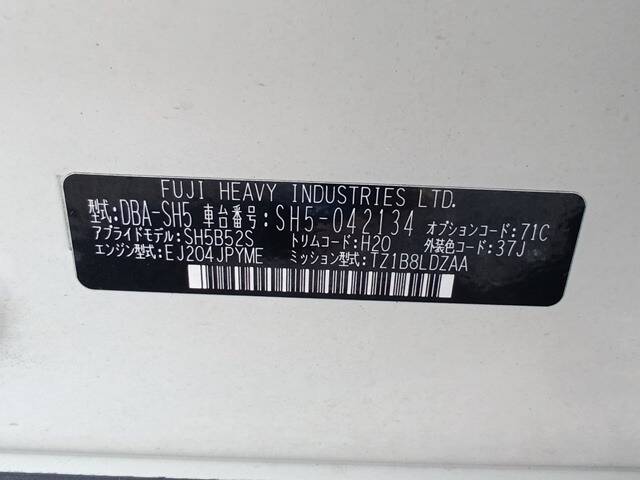 FUJI HEAVY INDUSTRIES LTD.
型式:DBA-SH5 車台番号:SH5-042134 オプションコード:71C
アプライドモデル:SH5B52S トリムコード:H20 外装色コード:37J
エンジン型式:EJ204JPYME ミッション型式:TZ1B8LDZAA